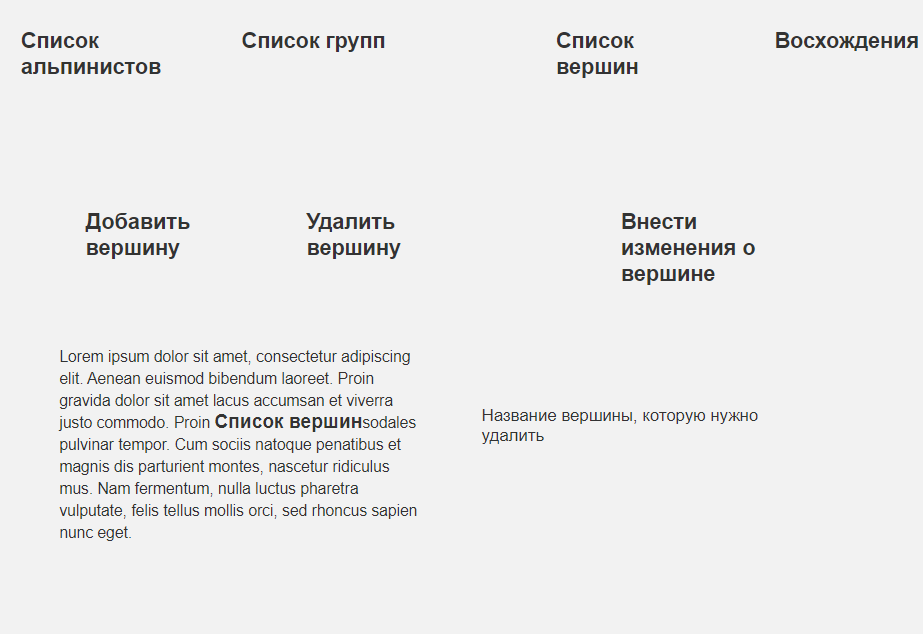 Список
альпинистов
Список групп
Список
вершин
Восхождения
Добавить
вершину
Удалить
вершину
Внести
изменения о
вершине
Lorem ipsum dolor sit amet, consectetur adipiscing
elit. Aenean euismod bibendum laoreet. Proin
gravida dolor sit amet lacus accumsan et viverra
justo commodo. Proin Список вершинsodales
pulvinar tempor. Cum sociis natoque penatibus et
magnis dis parturient montes, nascetur ridiculus
mus. Nam fermentum, nulla luctus pharetra
vulputate, felis tellus mollis orci, sed rhoncus sapien
nunc eget.
Название вершины, которую нужно
удалить